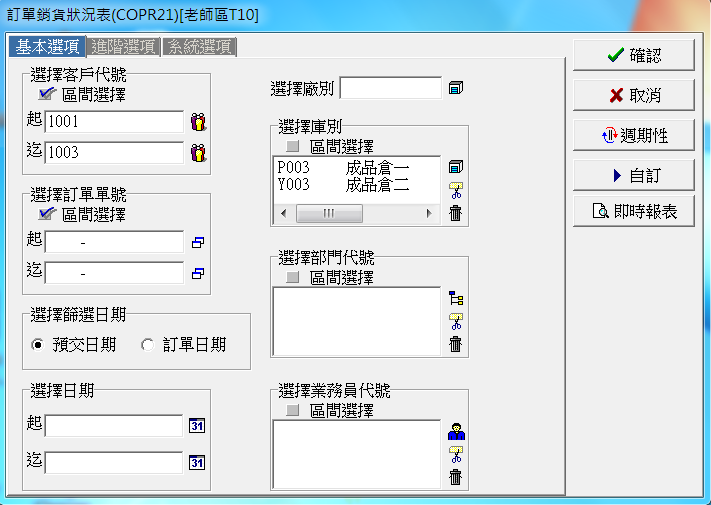 訂單銷貨狀況表(COPR21)[老師區T10]
基本選項 進階選項 系統選項
選擇客戶代號
區間選擇
起 1001
迄 1003
選擇訂單單號
區間選擇
起 -
迄 -
選擇篩選日期
預交日期 訂單日期
選擇日期
起 31
迄 31
選擇廠別
選擇庫別
區間選擇
P003 成品倉一
Y003 成品倉二
選擇部門代號
區間選擇
選擇業務員代號
區間選擇
確認
取消
週期性
自訂
即時報表